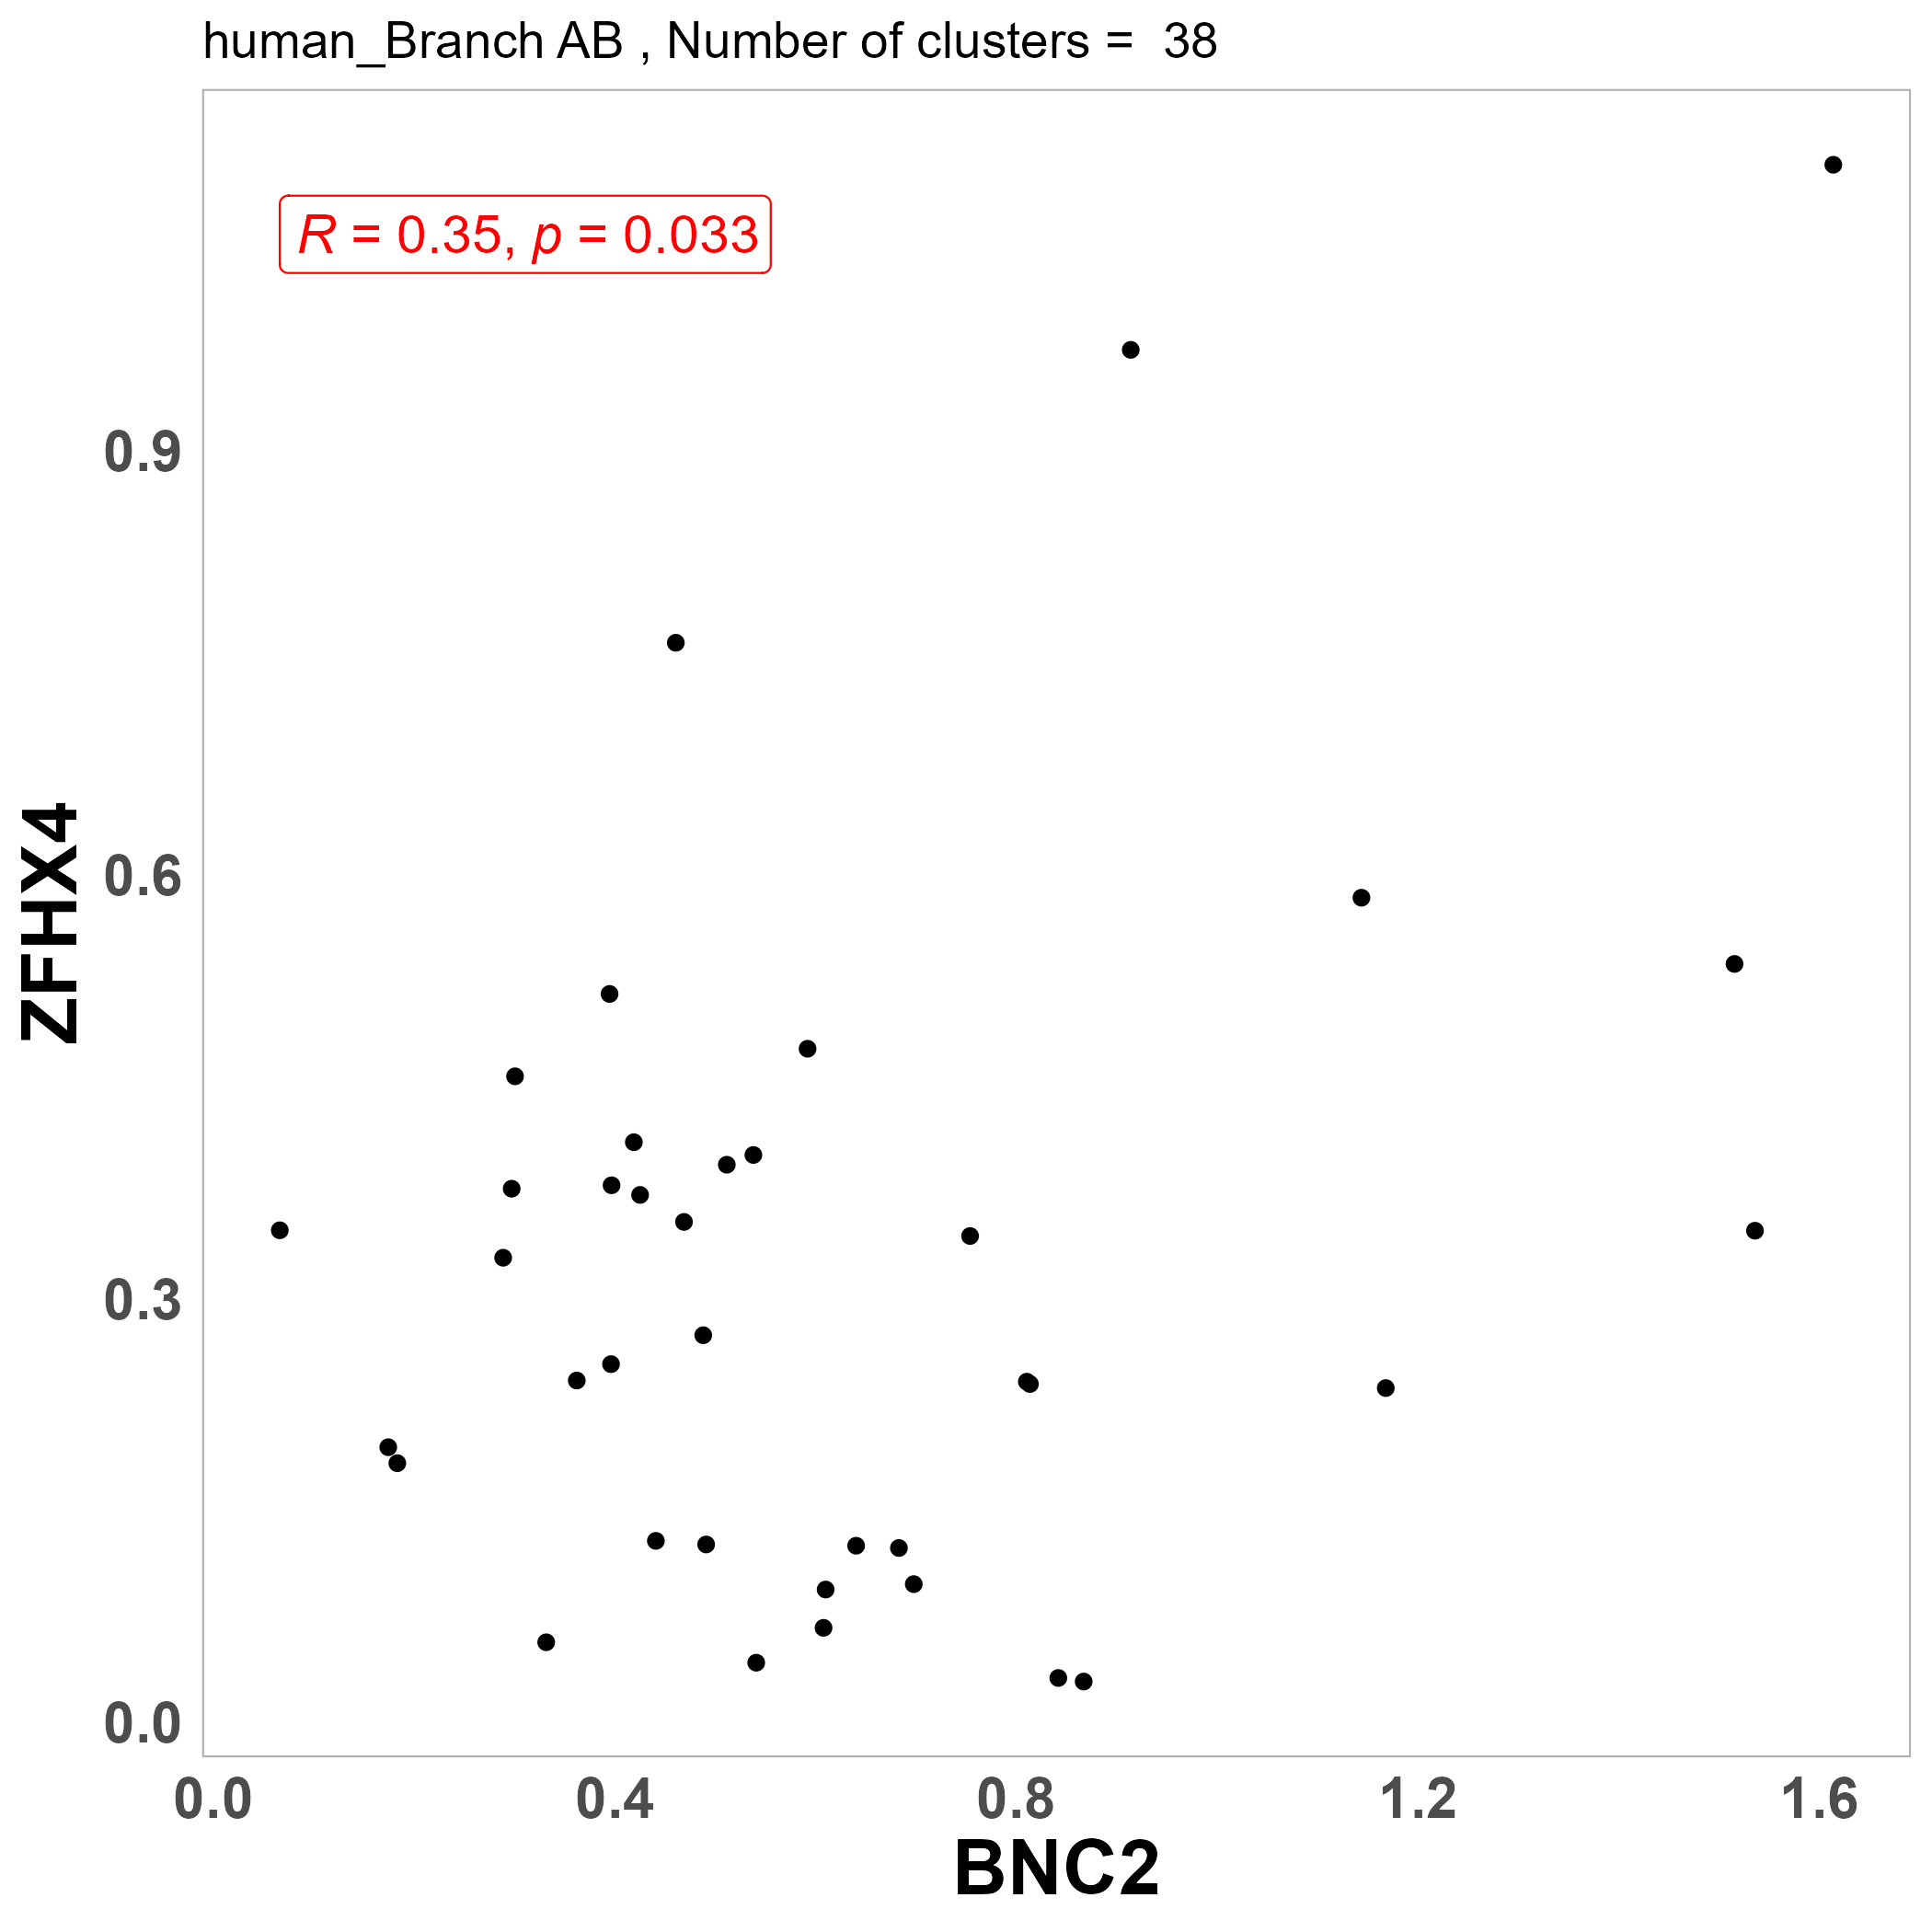 human_Branch AB , Number of clusters =  38
R = 0.35, p = 0.033
ZFHX4
0.9
0.6
0.3
0.0
0.0 0.4 0.8 1.2 1.6
BNC2